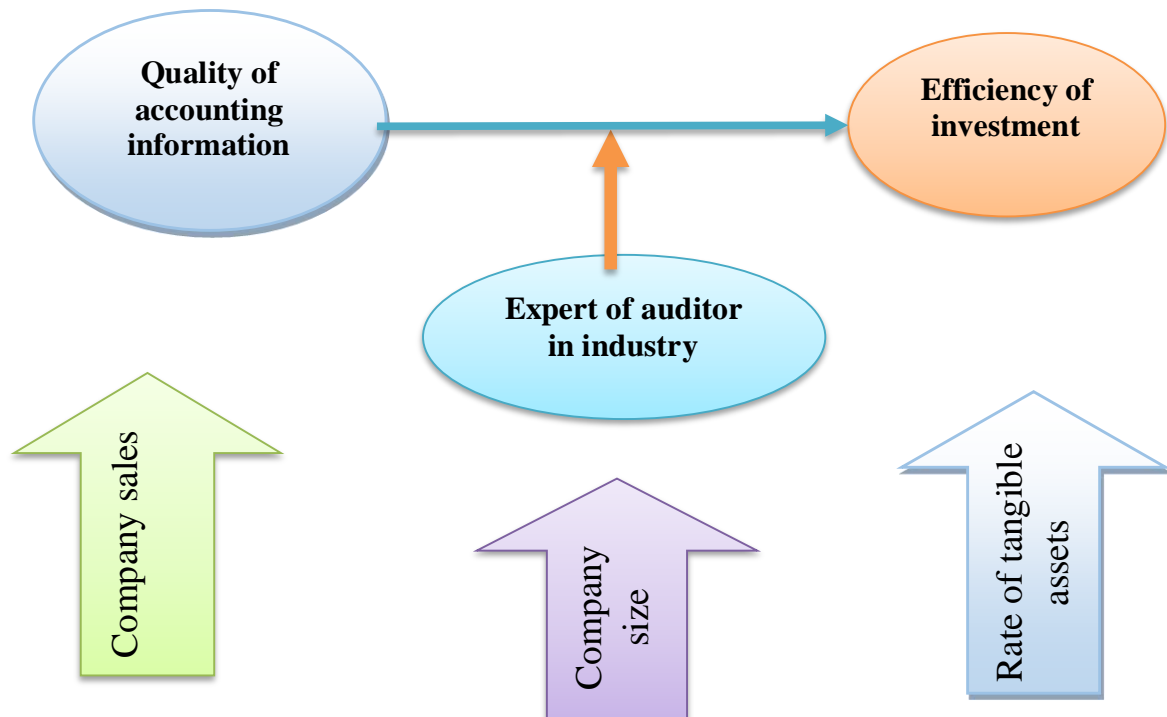 Quality of
accounting
information
Efficiency of
investment
Expert of auditor
in industry
Company sales
Company
size
Rate of tangible
assets